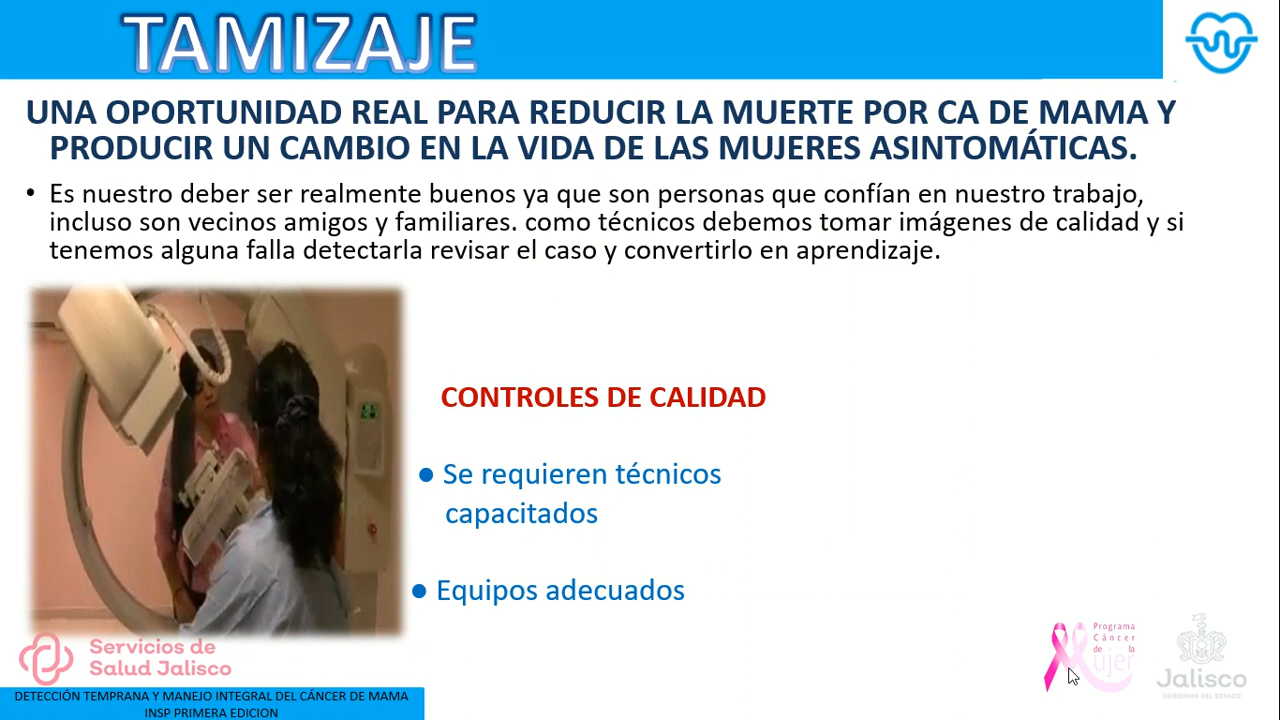 TAMIZAJE
UNA OPORTUNIDAD REAL PARA REDUCIR LA MUERTE POR CA DE MAMA Y
PRODUCIR UN CAMBIO EN LA VIDA DE LAS MUJERES ASINTOMÁTICAS.
• Es nuestro deber ser realmente buenos ya que son personas que confían en nuestro trabajo,
incluso son vecinos amigos y familiares. como técnicos debemos tomar imágenes de calidad y si
tenemos alguna falla detectarla revisar el caso y convertirlo en aprendizaje.
CONTROLES DE CALIDAD
● Se requieren técnicos
capacitados
● Equipos adecuados
Servicios de
Salud Jalisco
Programa
Cáncer
de la
Mujer
Jalisco
GOBIERNO DEL ESTADO
DETECCIÓN TEMPRANA Y MANEJO INTEGRAL DEL CÁNCER DE MAMA
INSP PRIMERA EDICION